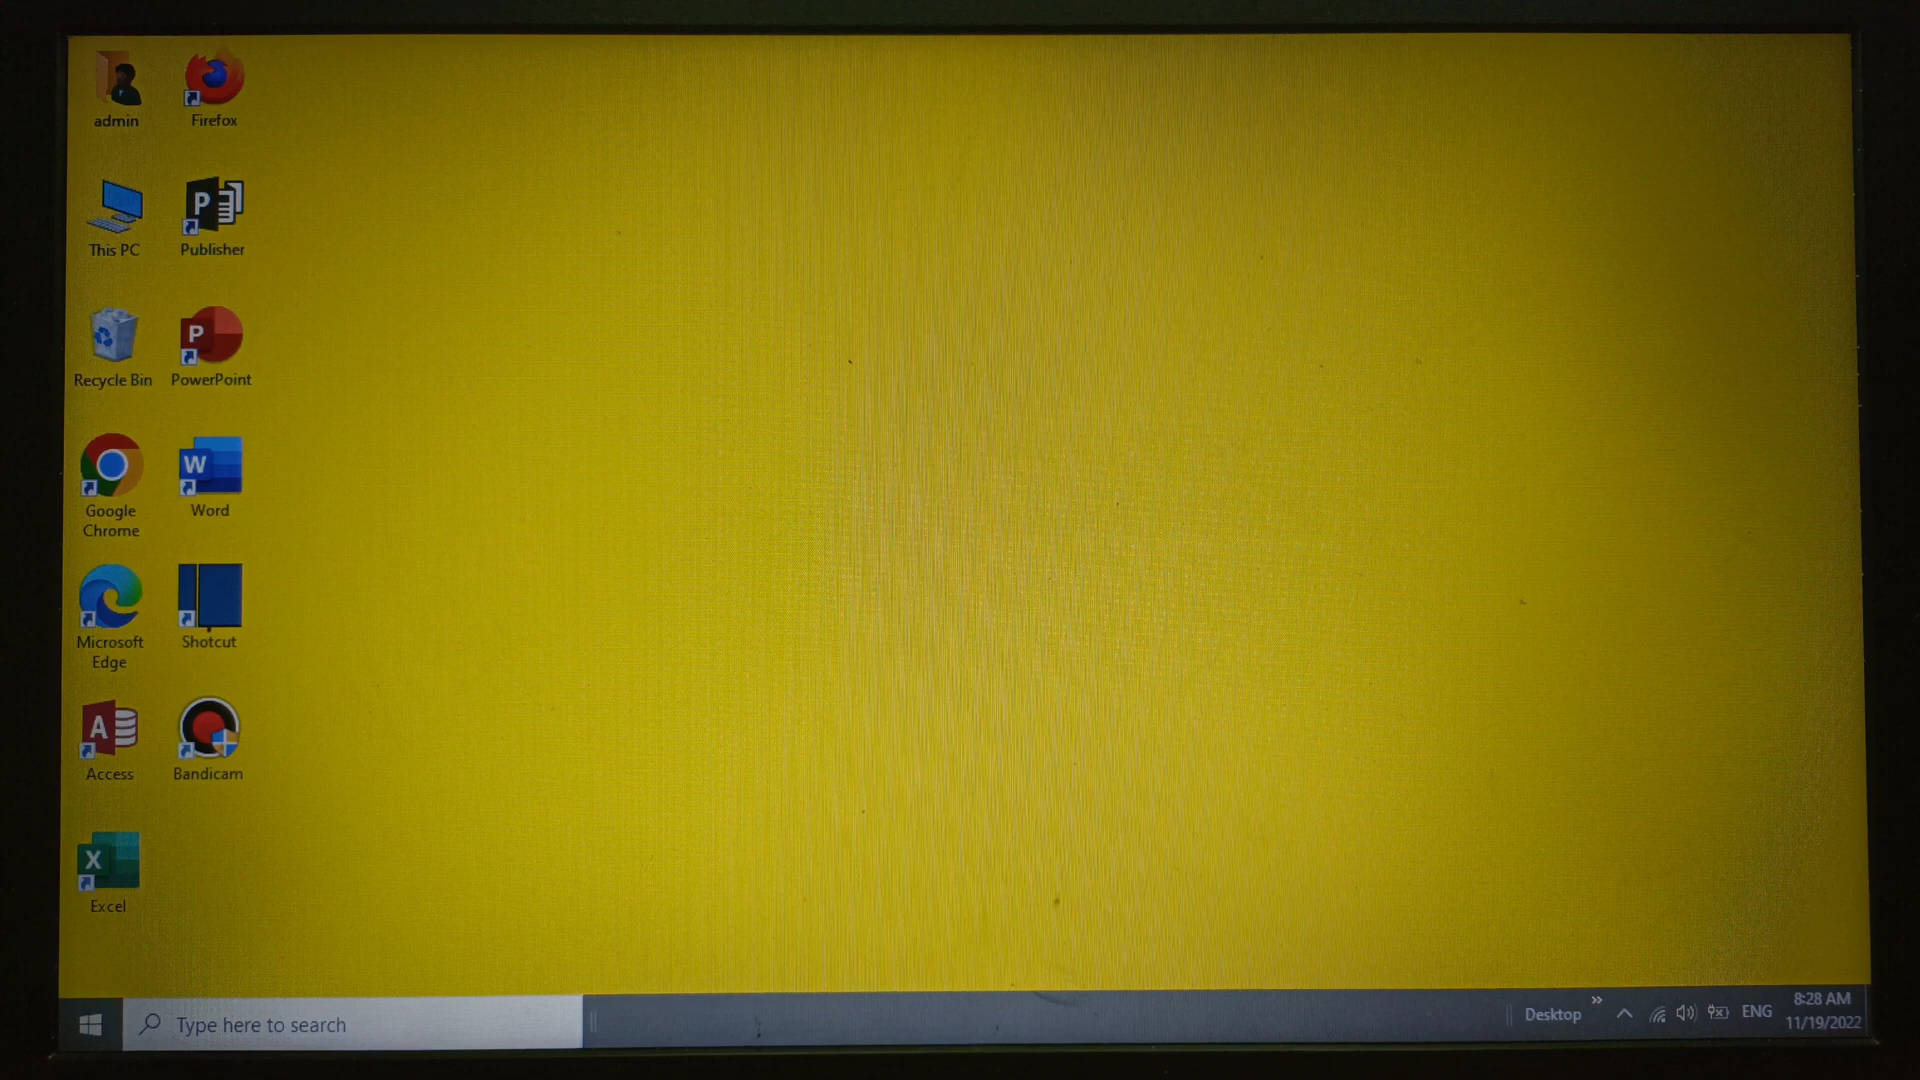 admin
Firefox
This PC
Publisher
Recycle Bin
PowerPoint
Google
Chrome
Word
Microsoft
Edge
Shotcut
Access
Bandicam
Excel
Type here to search
Desktop
ENG
8:28 AM
11/19/2022